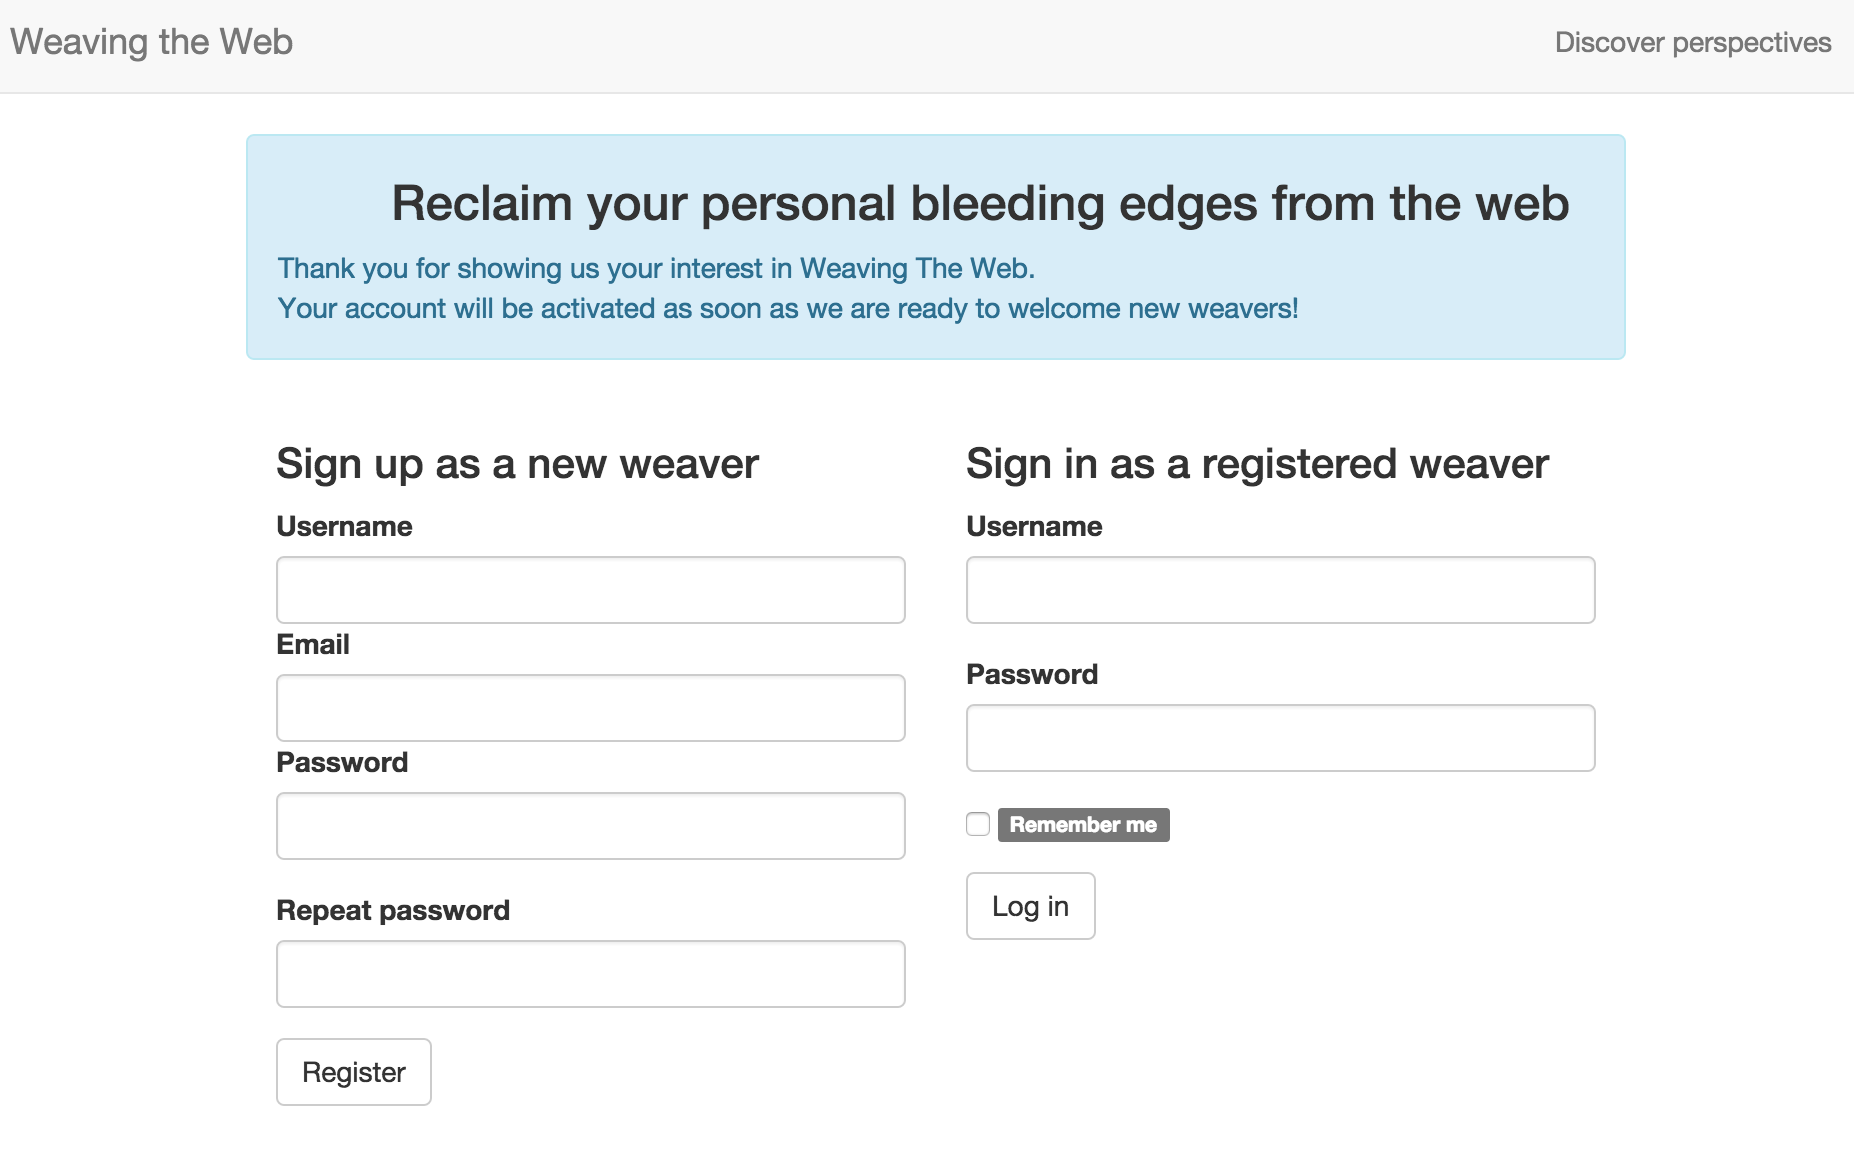 Weaving the Web
Discover perspectives
Reclaim your personal bleeding edges from the web
Thank you for showing us your interest in Weaving The Web.
Your account will be activated as soon as we are ready to welcome new weavers!
Sign up as a new weaver
Username
Email
Password
Repeat password
Register
Sign in as a registered weaver
Username
Password
Remember me
Log in